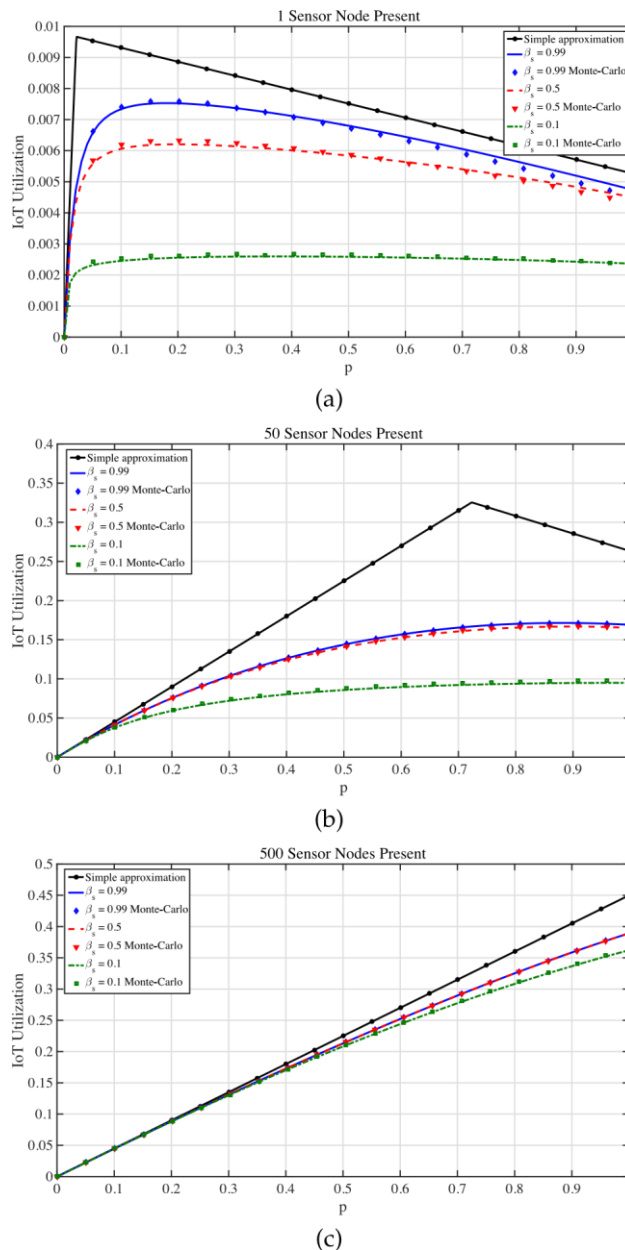 1 Sensor Node Present
0.01
0.009
0.008
0.007
0.006
0.005
0.004
0.003
0.002
0.001
0
IoT Utilization
Simple approximation
β_s = 0.99
β_s = 0.99 Monte-Carlo
β_s = 0.5
β_s = 0.5 Monte-Carlo
β_s = 0.1
β_s = 0.1 Monte-Carlo
0 0.1 0.2 0.3 0.4 0.5 0.6 0.7 0.8 0.9
p
(a)
50 Sensor Nodes Present
0.4
0.35
0.3
0.25
0.2
0.15
0.1
0.05
0
IoT Utilization
Simple approximation
β_s = 0.99
β_s = 0.99 Monte-Carlo
β_s = 0.5
β_s = 0.5 Monte-Carlo
β_s = 0.1
β_s = 0.1 Monte-Carlo
0 0.1 0.2 0.3 0.4 0.5 0.6 0.7 0.8 0.9
p
(b)
500 Sensor Nodes Present
0.5
0.45
0.4
0.35
0.3
0.25
0.2
0.15
0.1
0.05
0
IoT Utilization
Simple approximation
β_s = 0.99
β_s = 0.99 Monte-Carlo
β_s = 0.5
β_s = 0.5 Monte-Carlo
β_s = 0.1
β_s = 0.1 Monte-Carlo
0 0.1 0.2 0.3 0.4 0.5 0.6 0.7 0.8 0.9
p
(c)